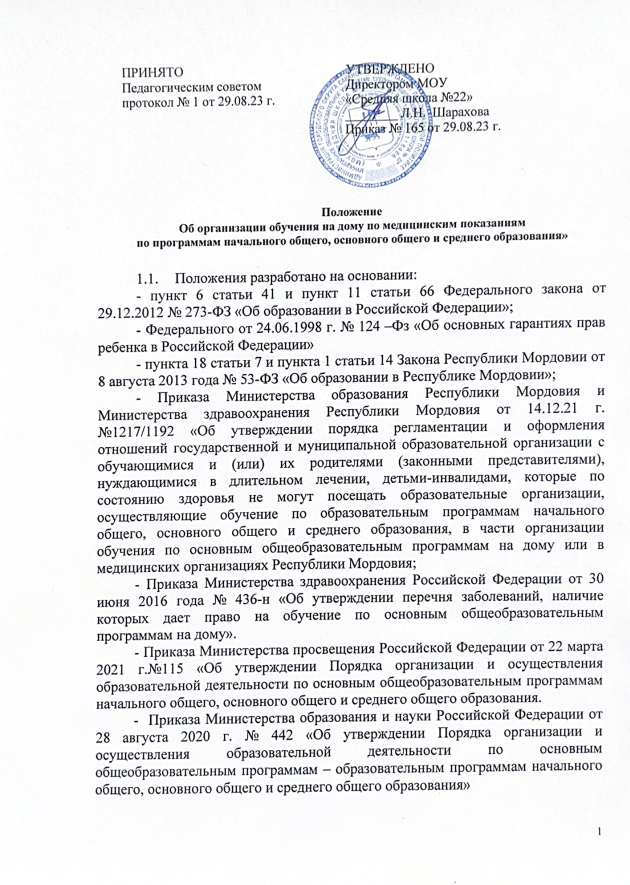 ПРИНЯТО
Педагогическим советом
протокол № 1 от 29.08.23 г.
УТВЕРЖДЕНО
Директором МОУ
«Средняя школа №22»
Л.Н. Шарахова
Приказ № 165 от 29.08.23 г.
Положение
Об организации обучения на дому по медицинским показаниям
по программам начального общего, основного общего и среднего образования»
1.1. Положения разработано на основании:
- пункт 6 статьи 41 и пункт 11 статьи 66 Федерального закона от
29.12.2012 № 273-ФЗ «Об образовании в Российской Федерации»;
- Федерального от 24.06.1998 г. № 124 –Фз «Об основных гарантиях прав
ребенка в Российской Федерации»
- пункта 18 статьи 7 и пункта 1 статьи 14 Закона Республики Мордовии от
8 августа 2013 года № 53-ФЗ «Об образовании в Республике Мордовии»;
- Приказа Министерства образования Республики Мордовия и
Министерства здравоохранения Республики Мордовия от 14.12.21 г.
№1217/1192 «Об утверждении порядка регламентации и оформления
отношений государственной и муниципальной образовательной организации с
обучающимися и (или) их родителями (законными представителями),
нуждающимися в длительном лечении, детьми-инвалидами, которые по
состоянию здоровья не могут посещать образовательные организации,
осуществляющие обучение по образовательным программам начального
общего, основного общего и среднего образования, в части организации
обучения по основным общеобразовательным программам на дому или в
медицинских организациях Республики Мордовия;
- Приказа Министерства здравоохранения Российской Федерации от 30
июня 2016 года № 436-н «Об утверждении перечня заболеваний, наличие
которых дает право на обучение по основным общеобразовательным
программам на дому».
- Приказа Министерства просвещения Российской Федерации от 22 марта
2021 г.№115 «Об утверждении Порядка организации и осуществления
образовательной деятельности по основным общеобразовательным программам
начального общего, основного общего и среднего общего образования.
- Приказа Министерства образования и науки Российской Федерации от
28 августа 2020 г. № 442 «Об утверждении Порядка организации и
осуществления образовательной деятельности по основным
общеобразовательным программам – образовательным программам начального
общего, основного общего и среднего общего образования»
1